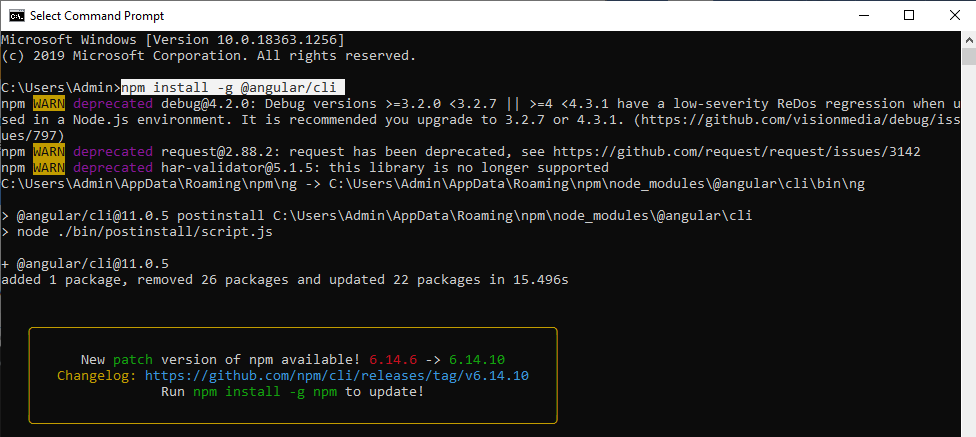 Select Command Prompt
Microsoft Windows [Version 10.0.18363.1256]
(c) 2019 Microsoft Corporation. All rights reserved.
C:\Users\Admin>npm install -g @angular/cli
npm WARN deprecated debug@4.2.0: Debug versions >=3.2.0 <3.2.7 || >=4 <4.3.1 have a low-severity ReDos regression when u
sed in a Node.js environment. It is recommended you upgrade to 3.2.7 or 4.3.1. (https://github.com/visionmedia/debug/iss
ues/797)
npm WARN deprecated request@2.88.2: request has been deprecated, see https://github.com/request/request/issues/3142
npm WARN deprecated har-validator@5.1.5: this library is no longer supported
C:\Users\Admin\AppData\Roaming\npm\ng -> C:\Users\Admin\AppData\Roaming\npm\node_modules\@angular\cli\bin\ng
> @angular/cli@11.0.5 postinstall C:\Users\Admin\AppData\Roaming\npm\node_modules\@angular\cli
> node ./bin/postinstall/script.js
+ @angular/cli@11.0.5
added 1 package, removed 26 packages and updated 22 packages in 15.496s
New patch version of npm available! 6.14.6 -> 6.14.10
Changelog: https://github.com/npm/cli/releases/tag/v6.14.10
Run npm install -g npm to update!